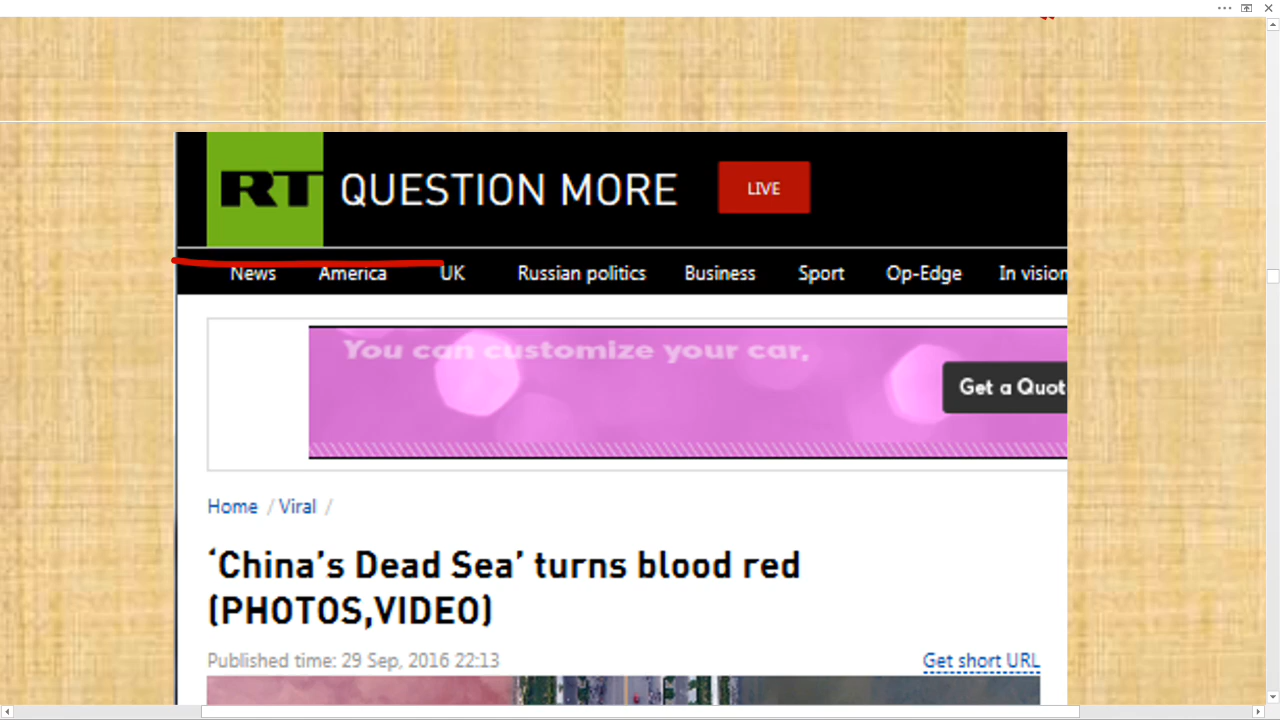 RT QUESTION MORE LIVE
News America UK Russian politics Business Sport Op-Edge In vision
You can customize your car,
Get a Quot
Home / Viral /
‘China’s Dead Sea’ turns blood red
(PHOTOS,VIDEO)
Published time: 29 Sep, 2016 22:13 Get short URL